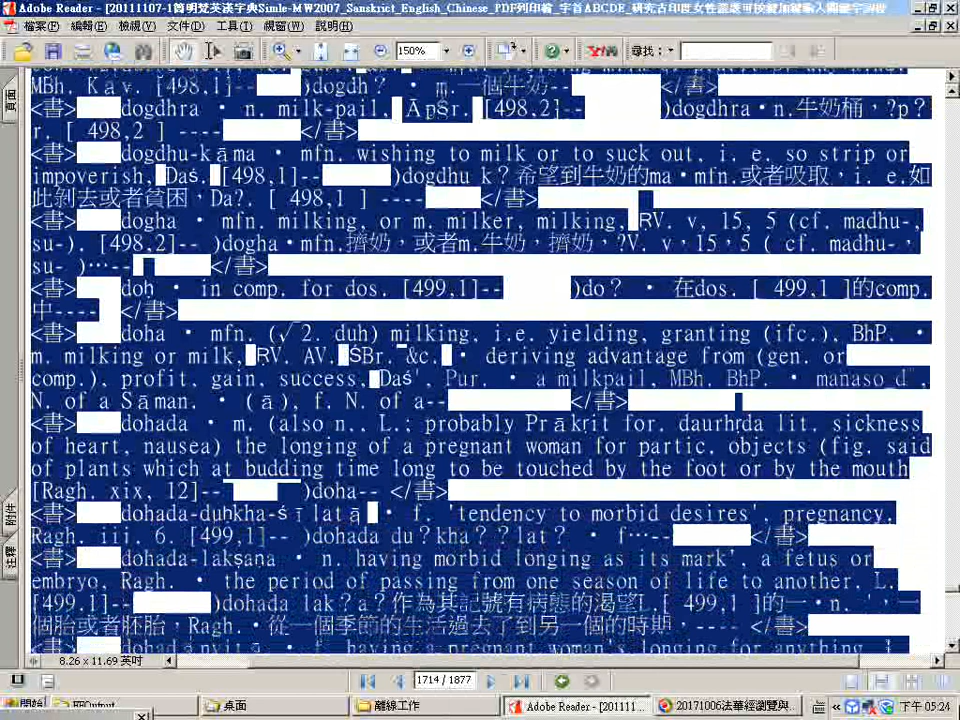 Adobe Reader - [20111107-1簡明梵英漢字典Simle-MW2007_Sanskrict_English_Chinese_PDF列印檔_字首ABCDE_研究古印度女性
檔案(F) 編輯(E) 檢視(V) 文件(D) 工具(T) 視窗(W) 說明(H)
150% 尋找：
MBh. Kāv. [498,1]-- )dogdh？・m.一個牛奶-- </書>
<書> dogdhra ・ n. milk-pail, ĀpŚr. [498,2]-- )dogdhra・n.牛奶桶，?p？
r. [ 498,2 ] ---- </書>
<書> dogdhu-kāma ・ mfn. wishing to milk or to suck out, i. e. so strip or
impoverish, Daś. [498,1]-- )dogdhu k？希望到牛奶的ma・mfn.或者吸取，i. e.如
此剝去或者貧困，Da?. [ 498,1 ] ---- </書>
<書> dogha ・ mfn. milking, or m. milker, milking, RV. v, 15, 5 (cf. madhu-,
su-), [498,2]-- )dogha・mfn.擠奶，或者m.牛奶，擠奶，?V. v，15，5 ( cf. madhu-，
su- )…-- </書>
<書> doḥ ・ in comp. for dos. [499,1]-- )do？ ・ 在dos. [ 499,1 ]的comp.
中---- </書>
<書> doha ・ mfn. (√2. duh) milking, i.e. yielding, granting (ifc.), BhP. ・
m. milking or milk, RV. AV. ŚBr. &c. ・ deriving advantage from (gen. or
comp.), profit, gain, success, Daś', Pur. ・ a milkpail, MBh. BhP. ・ manaso_d",
N. of a Sāman. ・ (ā), f. N. of a-- </書>
<書> dohada ・ m. (also n., L.; probably Prākṛit for. daurhṛda lit. sickness
of heart, nausea) the longing of a pregnant woman for partic. objects (fig. said
of plants which at budding time long to be touched by the foot or by the mouth
[Ragh. xix, 12]-- )doha-- </書>
<書> dohada-duḥkha-śīlatā ・ f. 'tendency to morbid desires', pregnancy,
Ragh. iii, 6. [499,1]-- )dohada du？kha？？lat？ ・ f…-- </書>
<書> dohada-lakṣaṇa ・ n. 'having morbid longing as its mark', a fetus or
embryo, Ragh. ・ the period of passing from one season of life to another, L.
[499,1]-- )dohada lak？a？作為其記號有病態的渴望L.[ 499,1 ]的一・n. '，一
個胎或者胚胎，Ragh.・從一個季節的生活過去了到另一個的時期，---- </書>
f. 'having a pregnant woman's longing for anything'
頁面
附件
註釋
8.26 x 11.69 英吋
1714 / 1877
開始 桌面 離線工作 Adobe Reader - [201111... 20171006法華經瀏覽與... 下午 05:24